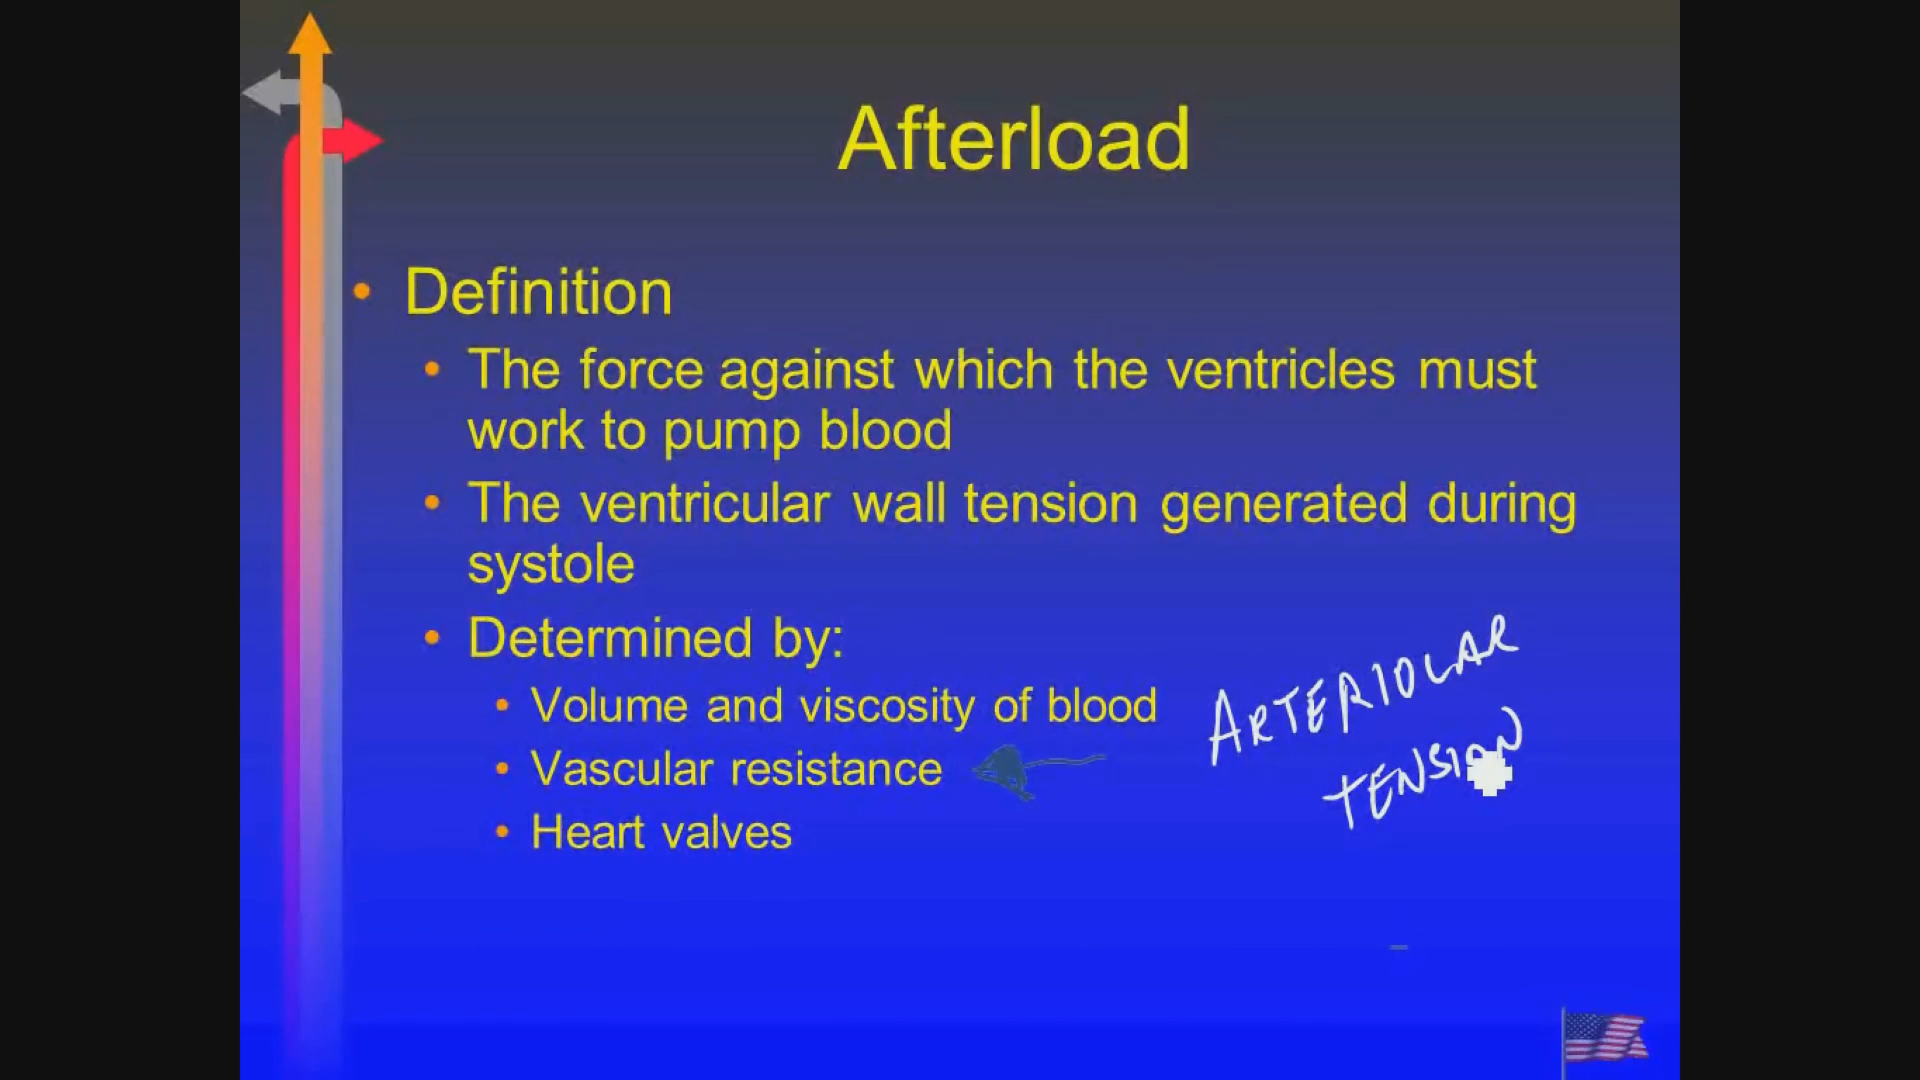 Afterload
• Definition
• The force against which the ventricles must
work to pump blood
• The ventricular wall tension generated during
systole
• Determined by:
• Volume and viscosity of blood
• Vascular resistance
• Heart valves
ARTERIOLAR
TENSION